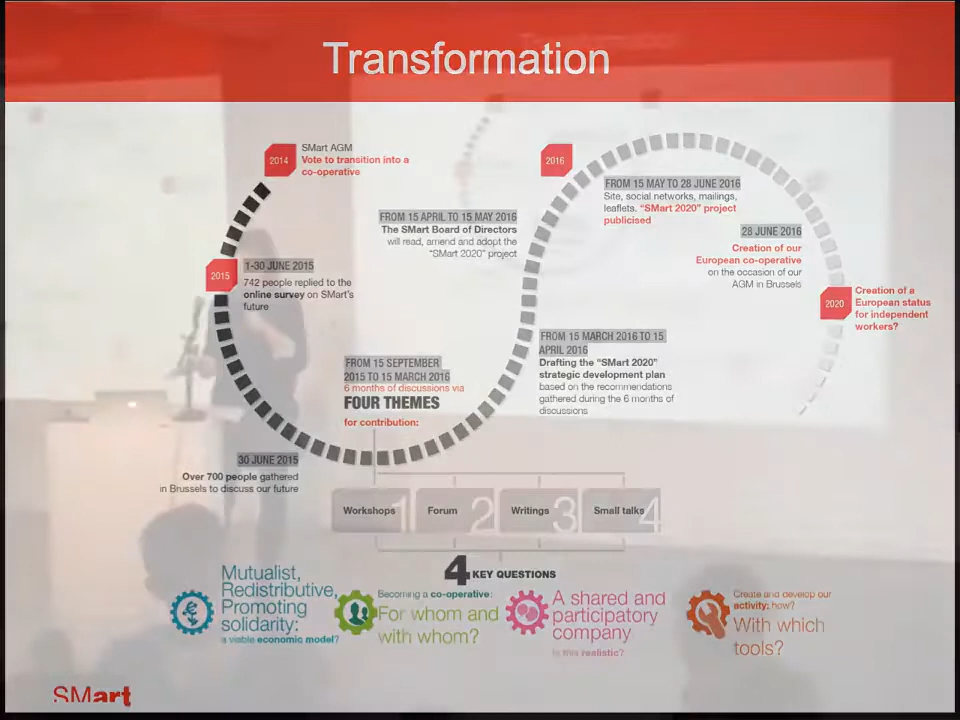 Transformation
2014
SMart AGM
Vote to transition into a
co-operative
2015
1-30 JUNE 2015
742 people replied to the
online survey on SMart's
future
30 JUNE 2015
Over 700 people gathered
in Brussels to discuss our future
FROM 15 SEPTEMBER
2015 TO 15 MARCH 2016
6 months of discussions via
FOUR THEMES
for contribution:
FROM 15 MARCH 2016 TO 15
APRIL 2016
Drafting the “SMart 2020”
strategic development plan
based on the recommendations
gathered during the 6 months of
discussions
FROM 15 APRIL TO 15 MAY 2016
The SMart Board of Directors
will read, amend and adopt the
“SMart 2020” project
2016
FROM 15 MAY TO 28 JUNE 2016
Site, social networks, mailings,
leaflets. “SMart 2020” project
publicised
28 JUNE 2016
Creation of our
European co-operative
on the occasion of our
AGM in Brussels
2020
Creation of a
European status
for independent
workers?
Workshops 1
Forum 2
Writings 3
Small talks 4
4 KEY QUESTIONS
Mutualist,
Redistributive,
Promoting
solidarity:
a viable economic model?
Becoming a co-operative:
For whom and
with whom?
A shared and
participatory
company
Is this realistic?
Create and develop our
activity: how?
With which
tools?
SMart